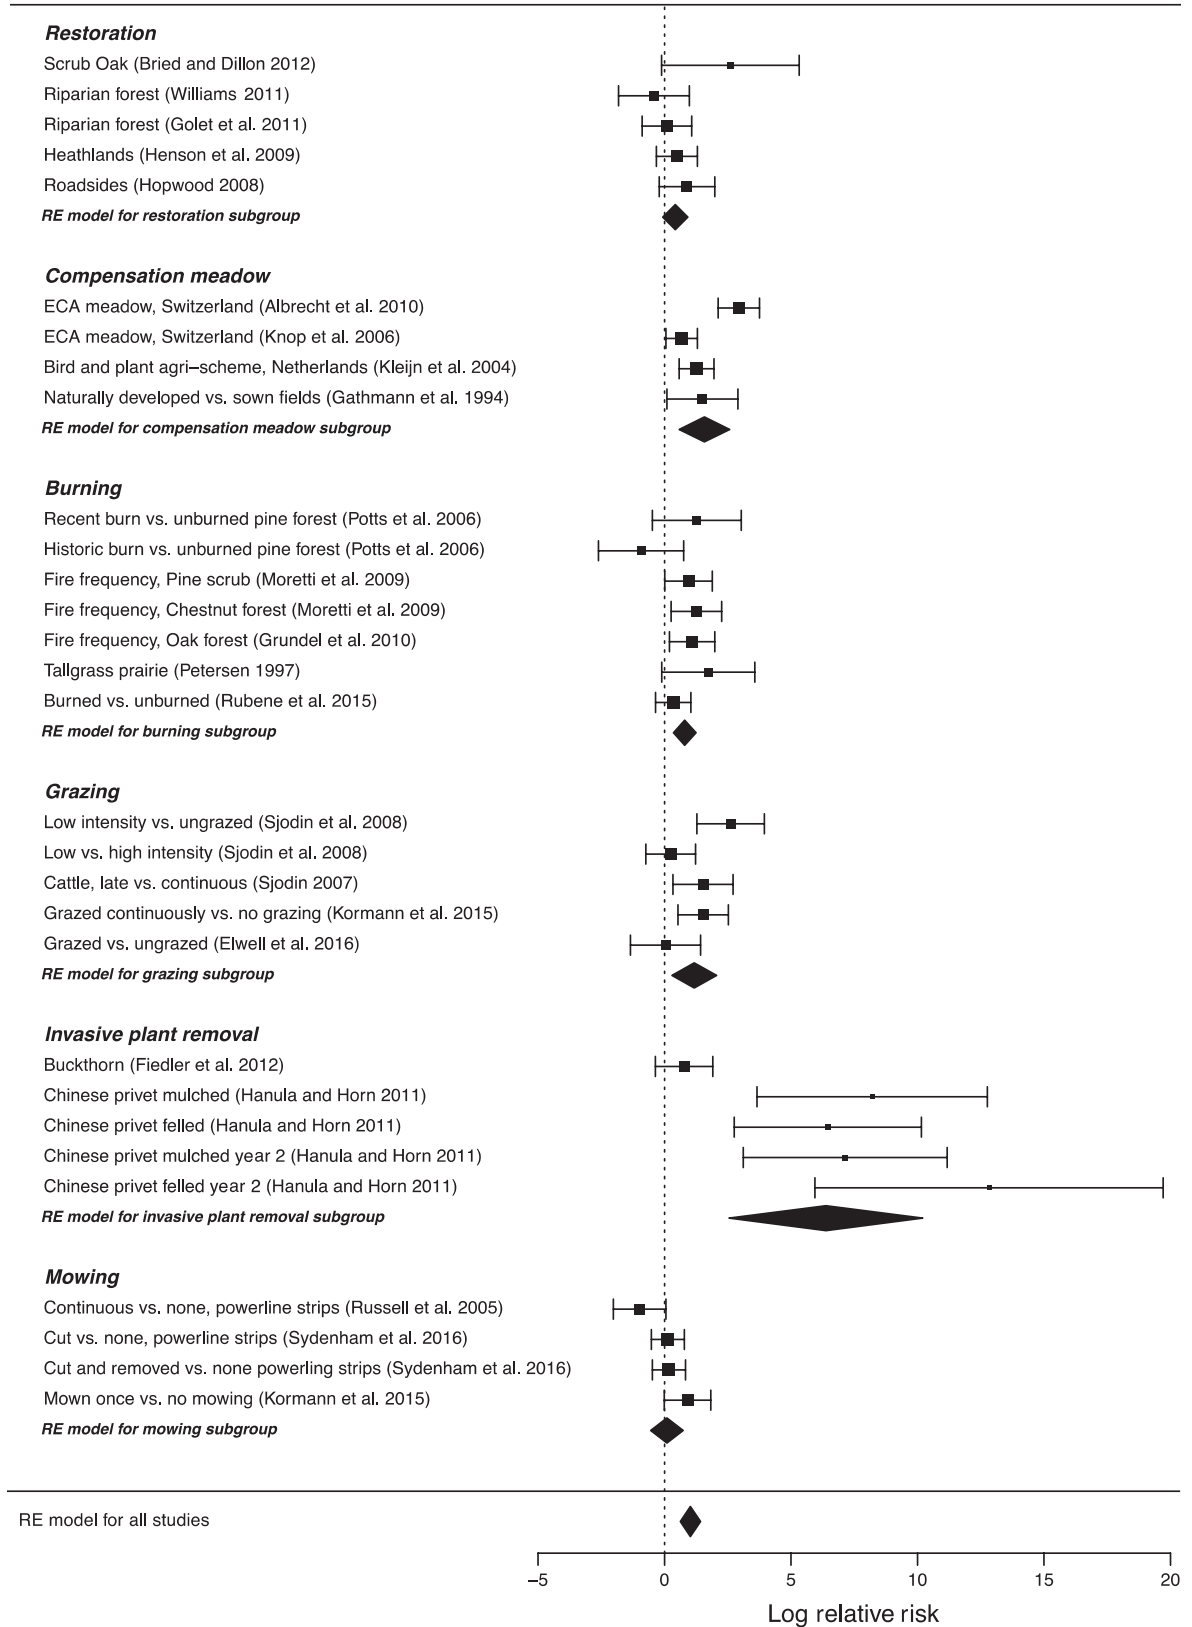 Restoration
Scrub Oak (Bried and Dillon 2012)
Riparian forest (Williams 2011)
Riparian forest (Golet et al. 2011)
Heathlands (Henson et al. 2009)
Roadsides (Hopwood 2008)
RE model for restoration subgroup
Compensation meadow
ECA meadow, Switzerland (Albrecht et al. 2010)
ECA meadow, Switzerland (Knop et al. 2006)
Bird and plant agri–scheme, Netherlands (Kleijn et al. 2004)
Naturally developed vs. sown fields (Gathmann et al. 1994)
RE model for compensation meadow subgroup
Burning
Recent burn vs. unburned pine forest (Potts et al. 2006)
Historic burn vs. unburned pine forest (Potts et al. 2006)
Fire frequency, Pine scrub (Moretti et al. 2009)
Fire frequency, Chestnut forest (Moretti et al. 2009)
Fire frequency, Oak forest (Grundel et al. 2010)
Tallgrass prairie (Petersen 1997)
Burned vs. unburned (Rubene et al. 2015)
RE model for burning subgroup
Grazing
Low intensity vs. ungrazed (Sjodin et al. 2008)
Low vs. high intensity (Sjodin et al. 2008)
Cattle, late vs. continuous (Sjodin 2007)
Grazed continuously vs. no grazing (Kormann et al. 2015)
Grazed vs. ungrazed (Elwell et al. 2016)
RE model for grazing subgroup
Invasive plant removal
Buckthorn (Fiedler et al. 2012)
Chinese privet mulched (Hanula and Horn 2011)
Chinese privet felled (Hanula and Horn 2011)
Chinese privet mulched year 2 (Hanula and Horn 2011)
Chinese privet felled year 2 (Hanula and Horn 2011)
RE model for invasive plant removal subgroup
Mowing
Continuous vs. none, powerline strips (Russell et al. 2005)
Cut vs. none, powerline strips (Sydenham et al. 2016)
Cut and removed vs. none powerling strips (Sydenham et al. 2016)
Mown once vs. no mowing (Kormann et al. 2015)
RE model for mowing subgroup
RE model for all studies
–5 0 5 10 15 20
Log relative risk